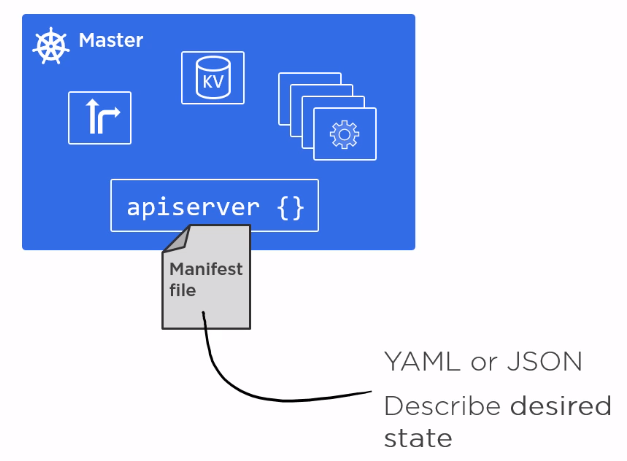 Master
KV
apiserver {}
Manifest
file
YAML or JSON
Describe desired
state